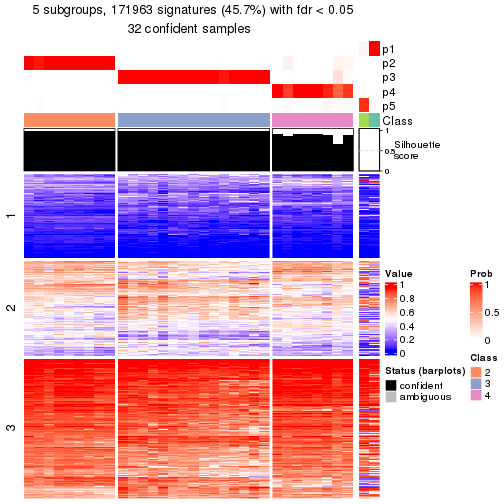 5 subgroups, 171963 signatures (45.7%) with fdr < 0.05
32 confident samples
p1
p2
p3
p4
p5
Class
1
0.5
0
Silhouette
score
1
2
3
Value
1
0.8
0.6
0.4
0.2
0
Prob
1
0.5
0
Status (barplots)
confident
ambiguous
Class
2
3
4